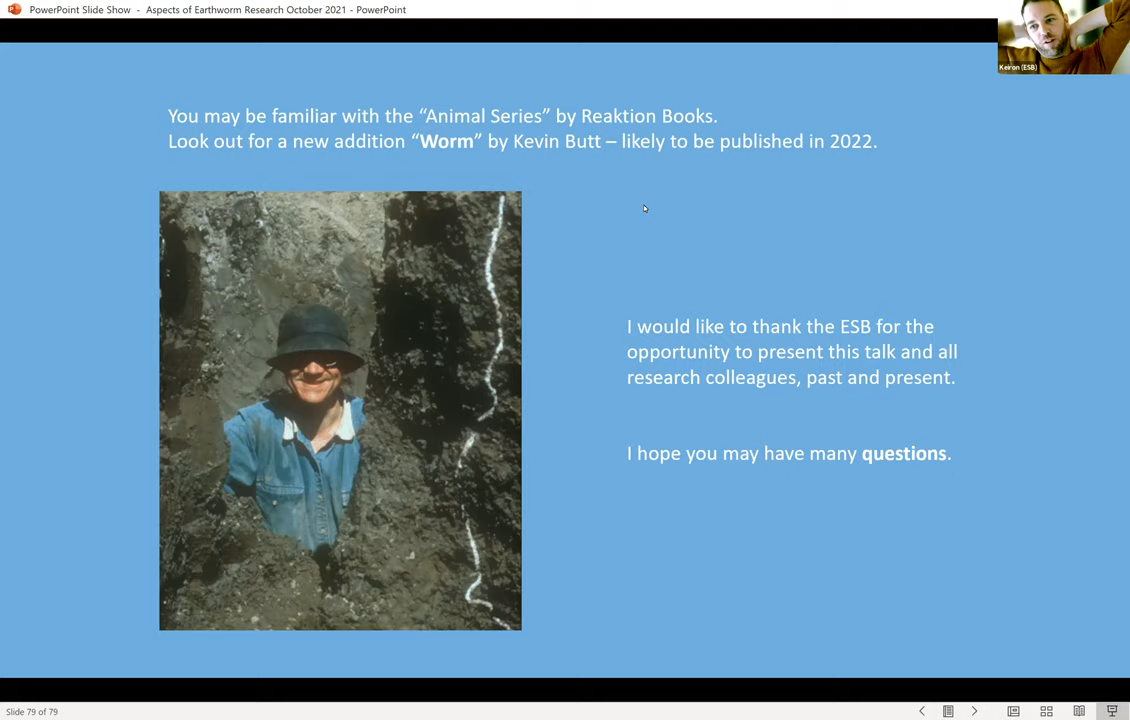 PowerPoint Slide Show - Aspects of Earthworm Research October 2021 - PowerPoint
Keiron (ESB)
You may be familiar with the “Animal Series” by Reaktion Books.
Look out for a new addition “Worm” by Kevin Butt – likely to be published in 2022.
I would like to thank the ESB for the
opportunity to present this talk and all
research colleagues, past and present.
I hope you may have many questions.
Slide 79 of 79